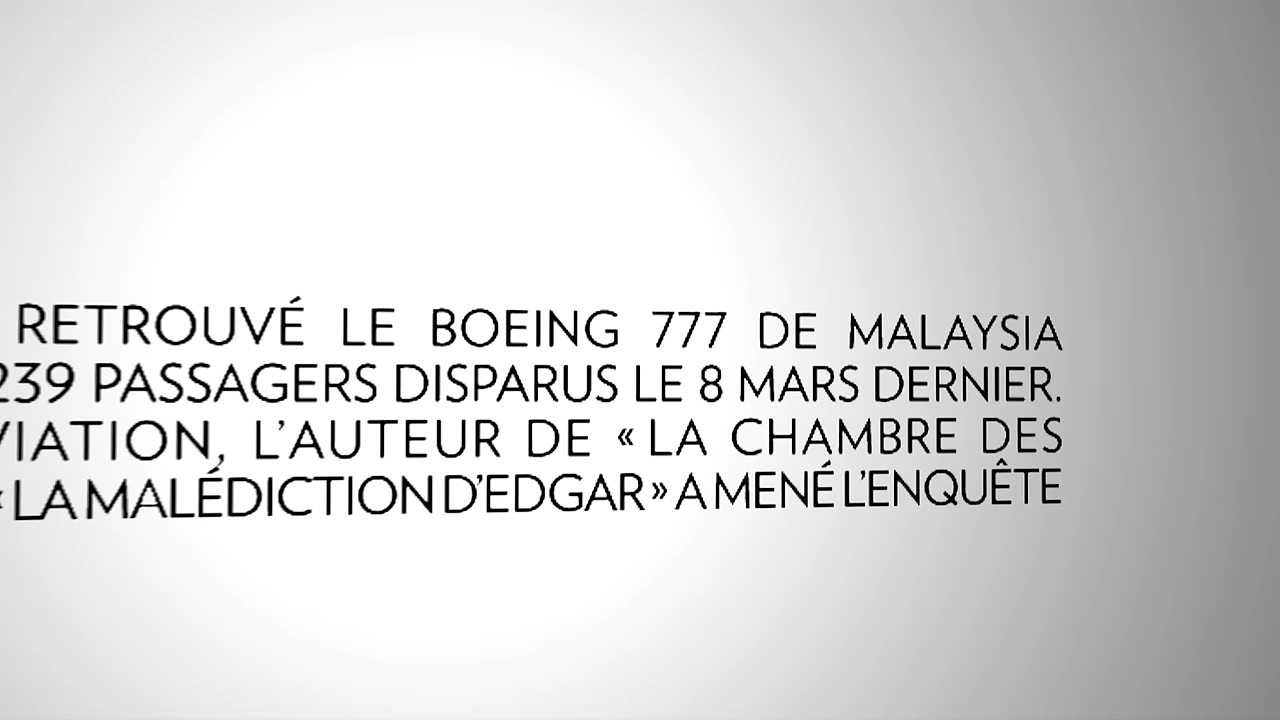 RETROUVÉ LE BOEING 777 DE MALAYSIA
239 PASSAGERS DISPARUS LE 8 MARS DERNIER.
VIATION, L'AUTEUR DE « LA CHAMBRE DES
« LA MALÉDICTION D'EDGAR » A MENÉ L'ENQUÊTE